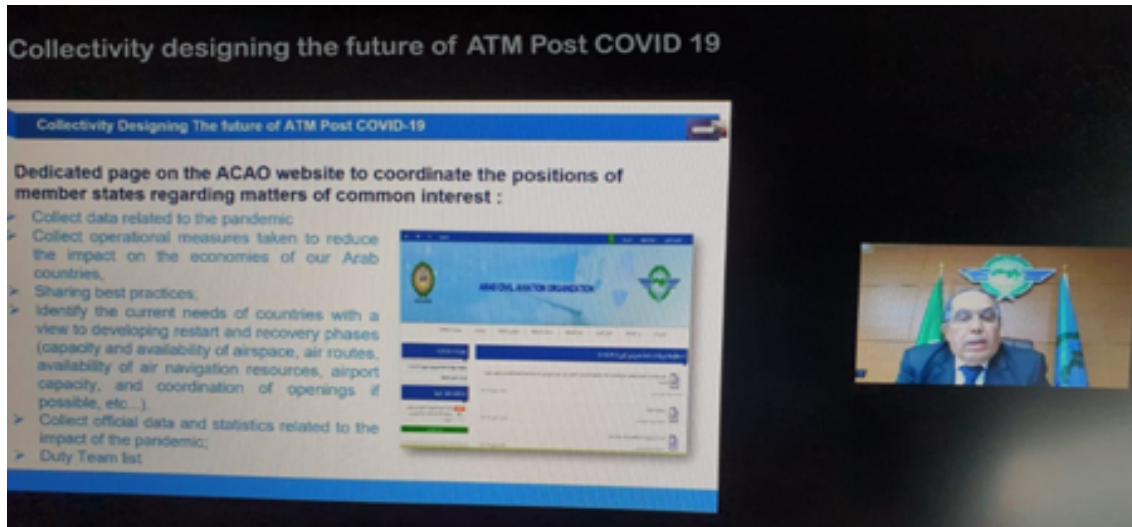 Collectivity designing the future of ATM Post COVID 19
Collectivity Designing The future of ATM Post COVID-19
Dedicated page on the ACAO website to coordinate the positions of
member states regarding matters of common interest :
➢ Collect data related to the pandemic
➢ Collect operational measures taken to reduce
the impact on the economies of our Arab
countries,
➢ Sharing best practices;
➢ Identify the current needs of countries with a
view to developing restart and recovery phases
(capacity and availability of airspace, air routes,
availability of air navigation resources, airport
capacity, and coordination of openings if
possible, etc...).
➢ Collect official data and statistics related to the
impact of the pandemic;
➢ Duty Team list
ARAB CIVIL AVIATION ORGANIZATION